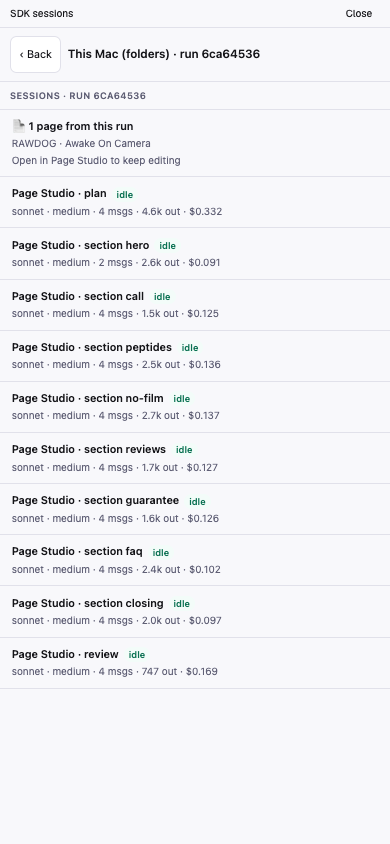 SDK sessions
Close
‹ Back
This Mac (folders) · run 6ca64536
SESSIONS · RUN 6CA64536
1 page from this run
RAWDOG · Awake On Camera
Open in Page Studio to keep editing
Page Studio · plan idle
sonnet · medium · 4 msgs · 4.6k out · $0.332
Page Studio · section hero idle
sonnet · medium · 2 msgs · 2.6k out · $0.091
Page Studio · section call idle
sonnet · medium · 4 msgs · 1.5k out · $0.125
Page Studio · section peptides idle
sonnet · medium · 4 msgs · 2.5k out · $0.136
Page Studio · section no-film idle
sonnet · medium · 4 msgs · 2.7k out · $0.137
Page Studio · section reviews idle
sonnet · medium · 4 msgs · 1.7k out · $0.127
Page Studio · section guarantee idle
sonnet · medium · 4 msgs · 1.6k out · $0.126
Page Studio · section faq idle
sonnet · medium · 4 msgs · 2.4k out · $0.102
Page Studio · section closing idle
sonnet · medium · 4 msgs · 2.0k out · $0.097
Page Studio · review idle
sonnet · medium · 4 msgs · 747 out · $0.169